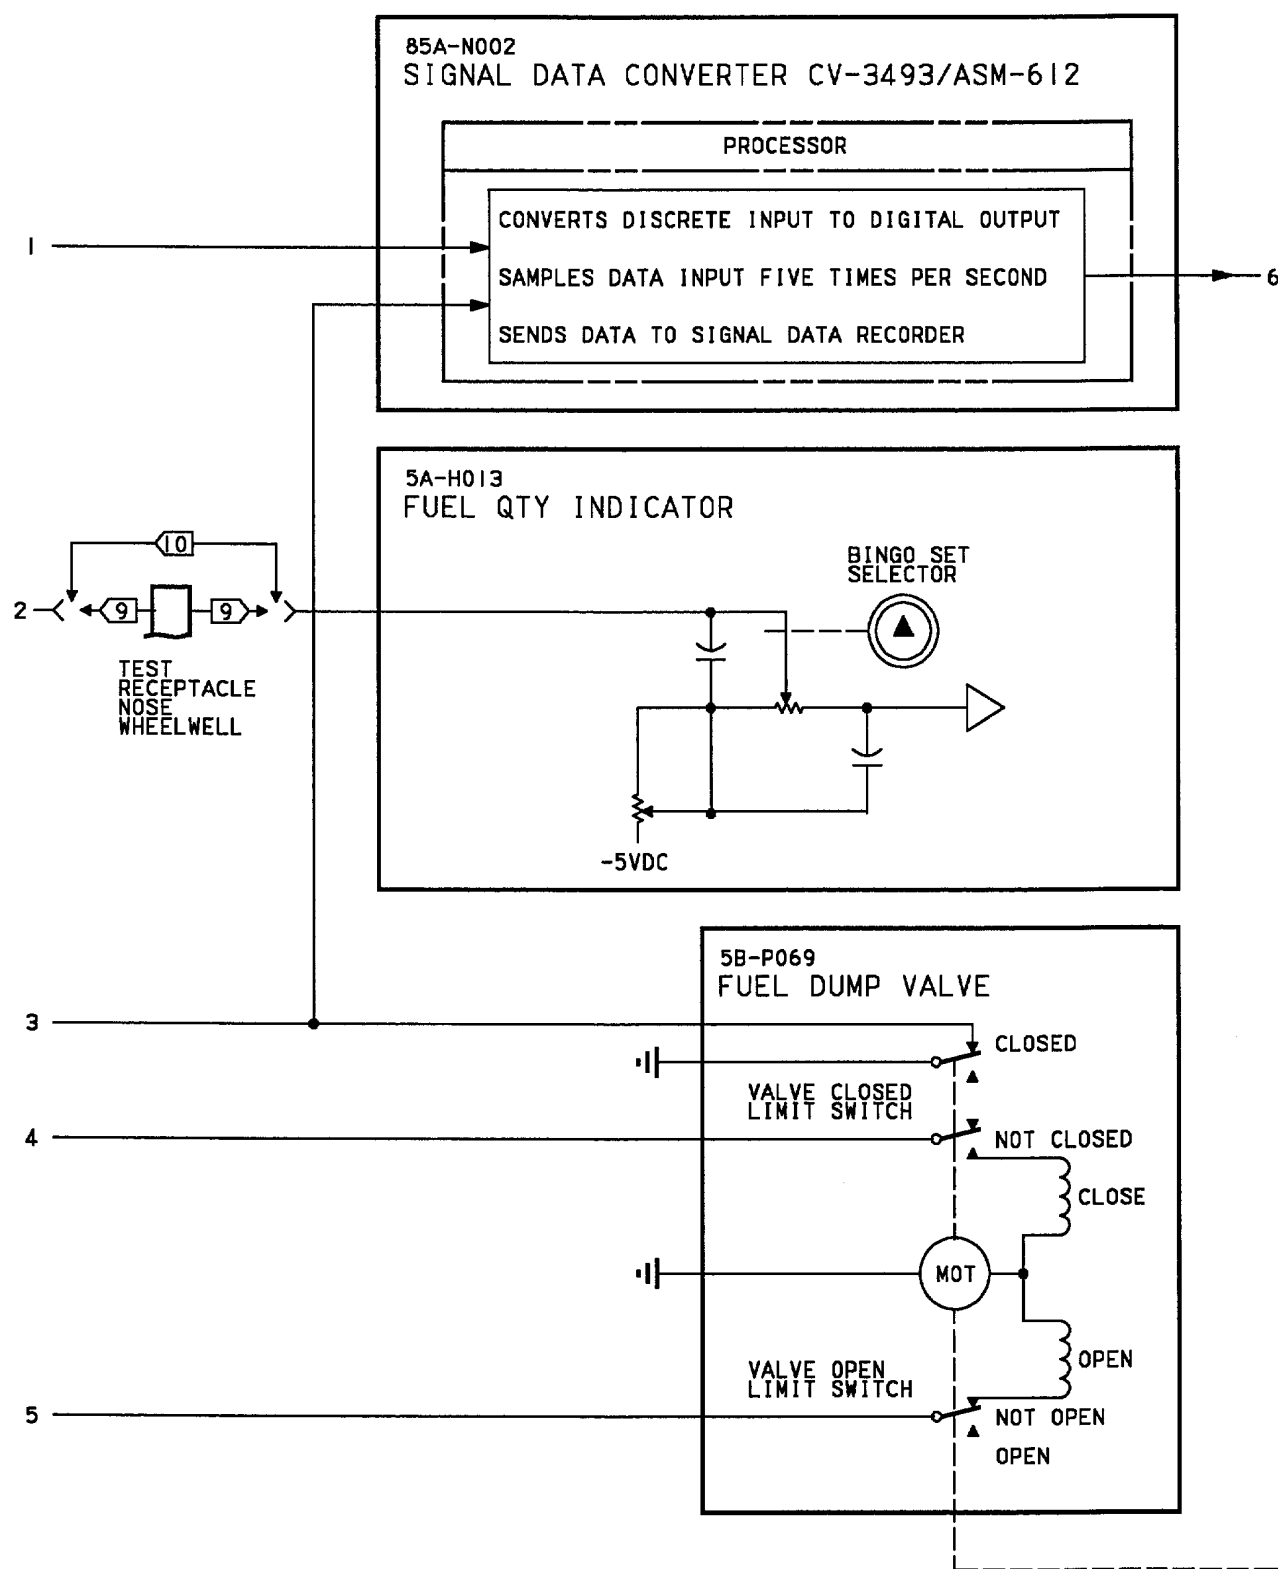 85A-N002
SIGNAL DATA CONVERTER CV-3493/ASM-612
PROCESSOR
CONVERTS DISCRETE INPUT TO DIGITAL OUTPUT
1
SAMPLES DATA INPUT FIVE TIMES PER SECOND
6
SENDS DATA TO SIGNAL DATA RECORDER
5A-H013
FUEL QTY INDICATOR
10
BINGO SET
SELECTOR
2
9
9
TEST
RECEPTACLE
NOSE
WHEELWELL
-5VDC
5B-P069
FUEL DUMP VALVE
3
CLOSED
VALVE CLOSED
LIMIT SWITCH
4
NOT CLOSED
CLOSE
MOT
OPEN
VALVE OPEN
LIMIT SWITCH
5
NOT OPEN
OPEN